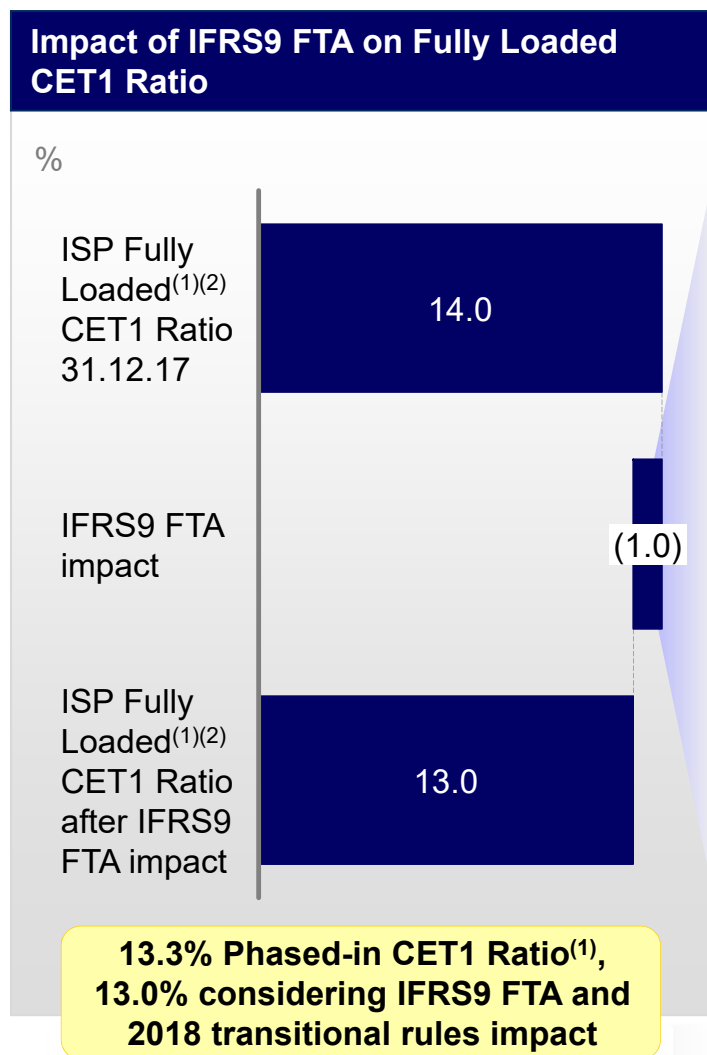 Impact of IFRS9 FTA on Fully Loaded
CET1 Ratio
%
ISP Fully
Loaded(1)(2)
CET1 Ratio
31.12.17
14.0
IFRS9 FTA
impact
(1.0)
ISP Fully
Loaded(1)(2)
CET1 Ratio
after IFRS9
FTA impact
13.0
13.3% Phased-in CET1 Ratio(1),
13.0% considering IFRS9 FTA and
2018 transitional rules impact